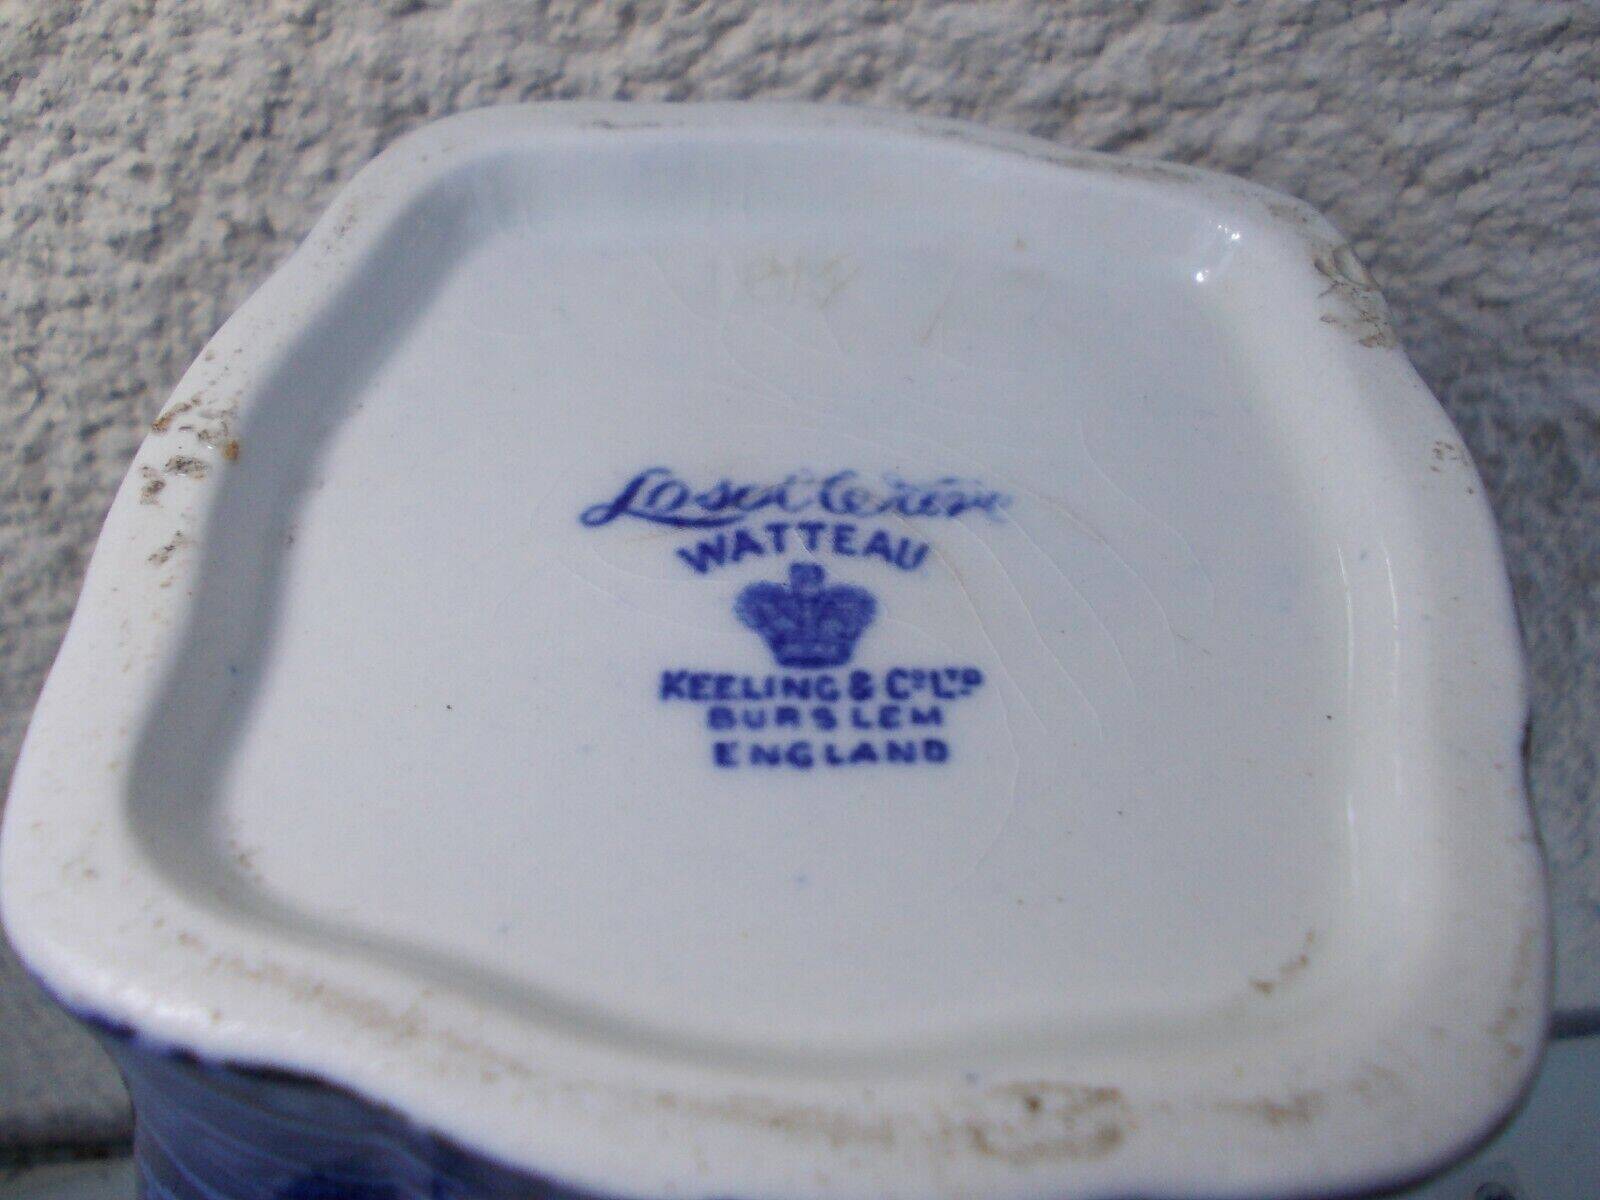 Losol Ware
WATTEAU
KEELING & Co LTD
BURSLEM
ENGLAND